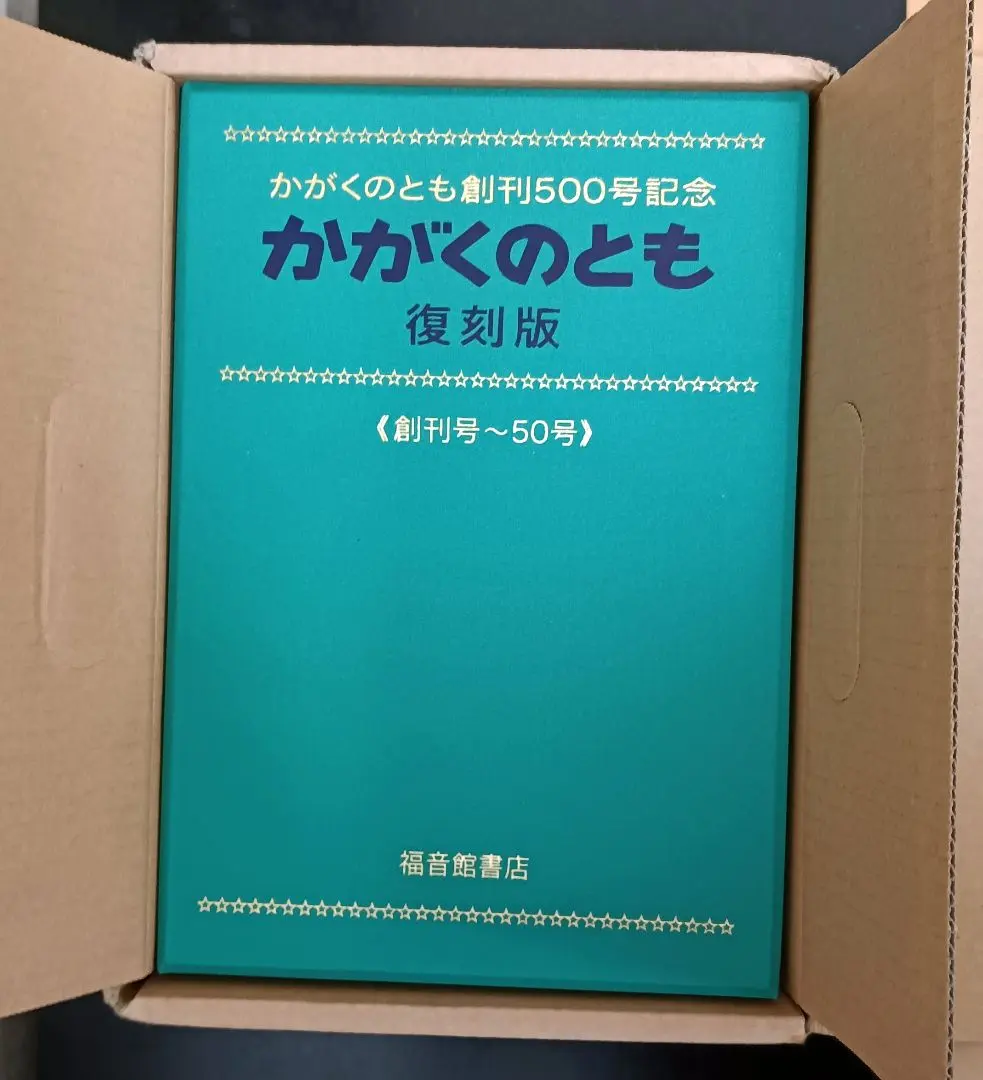 かがくのとも創刊500号記念
かがくのとも
復刻版
《創刊号〜50号》
福音館書店